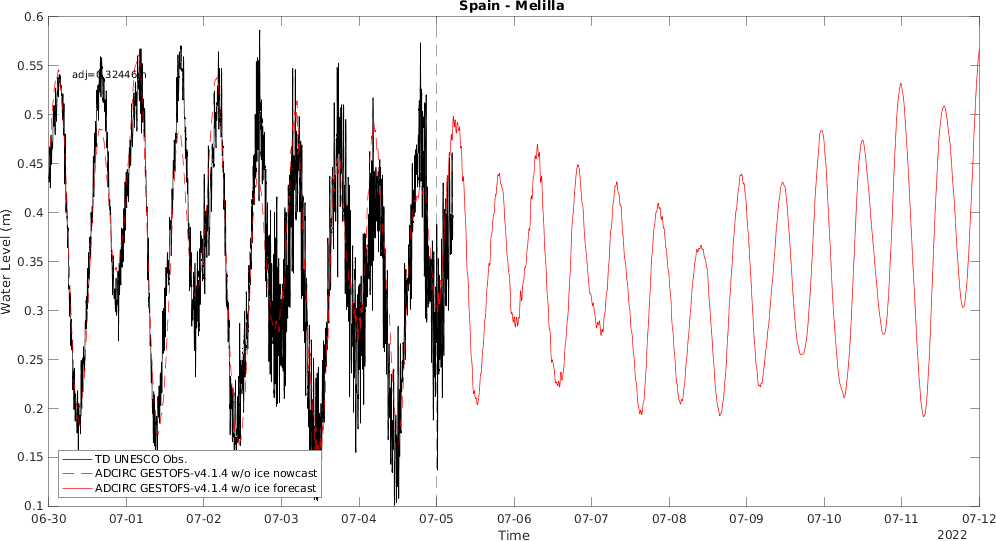 Spain - Melilla
0.6
0.55
0.5
0.45
0.4
0.35
0.3
0.25
0.2
0.15
0.1
Water Level (m)
TD UNESCO Obs.
ADCIRC GESTOFS-v4.1.4 w/o ice nowcast
ADCIRC GESTOFS-v4.1.4 w/o ice forecast
06-30 07-01 07-02 07-03 07-04 07-05 07-06 07-07 07-08 07-09 07-10 07-11 07-12
Time
2022